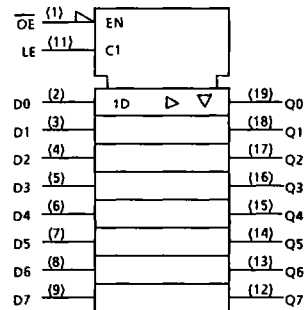 OE (1) EN
LE (11) C1
D0 (2) 1D (19) Q0
D1 (3) (18) Q1
D2 (4) (17) Q2
D3 (5) (16) Q3
D4 (6) (15) Q4
D5 (7) (14) Q5
D6 (8) (13) Q6
D7 (9) (12) Q7